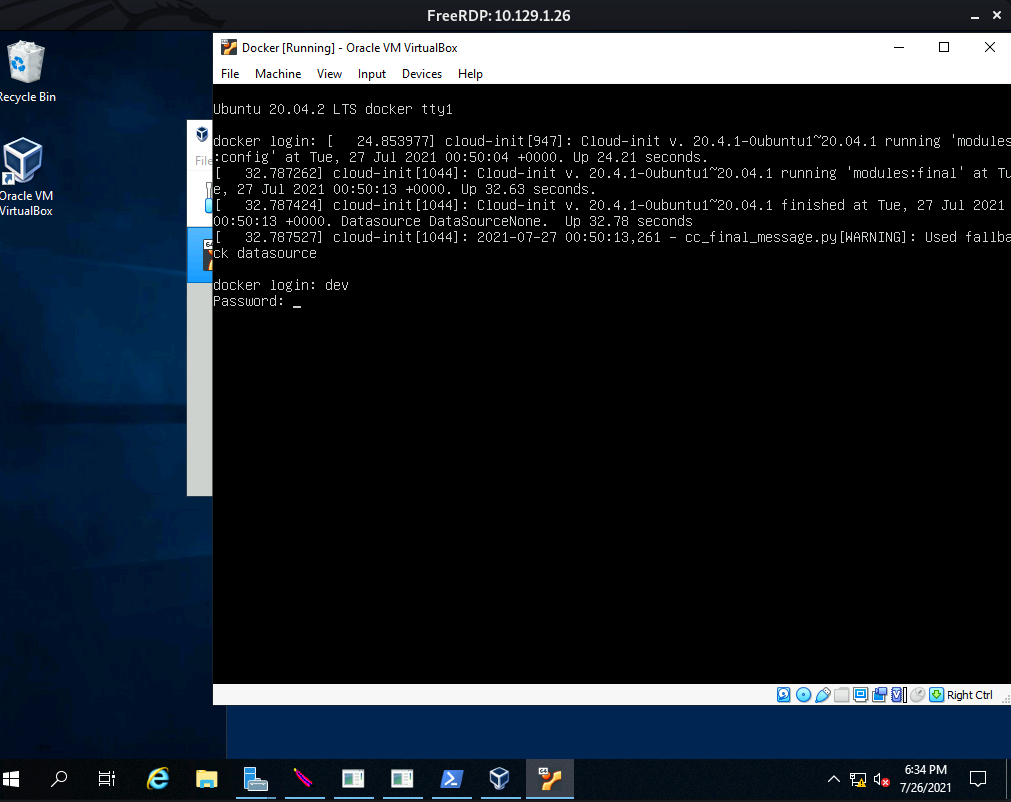 FreeRDP: 10.129.1.26
Recycle Bin
Oracle VM
VirtualBox
File
Docker [Running] - Oracle VM VirtualBox
File Machine View Input Devices Help
Ubuntu 20.04.2 LTS docker tty1
docker login: [   24.853977] cloud-init[947]: Cloud-init v. 20.4.1-0ubuntu1~20.04.1 running 'modules
:config' at Tue, 27 Jul 2021 00:50:04 +0000. Up 24.21 seconds.
[   32.787262] cloud-init[1044]: Cloud-init v. 20.4.1-0ubuntu1~20.04.1 running 'modules:final' at Tu
e, 27 Jul 2021 00:50:13 +0000. Up 32.63 seconds.
[   32.787424] cloud-init[1044]: Cloud-init v. 20.4.1-0ubuntu1~20.04.1 finished at Tue, 27 Jul 2021
00:50:13 +0000. Datasource DataSourceNone.  Up 32.78 seconds
[   32.787527] cloud-init[1044]: 2021-07-27 00:50:13,261 - cc_final_message.py[WARNING]: Used fallba
ck datasource
docker login: dev
Password: _
Right Ctrl
6:34 PM
7/26/2021